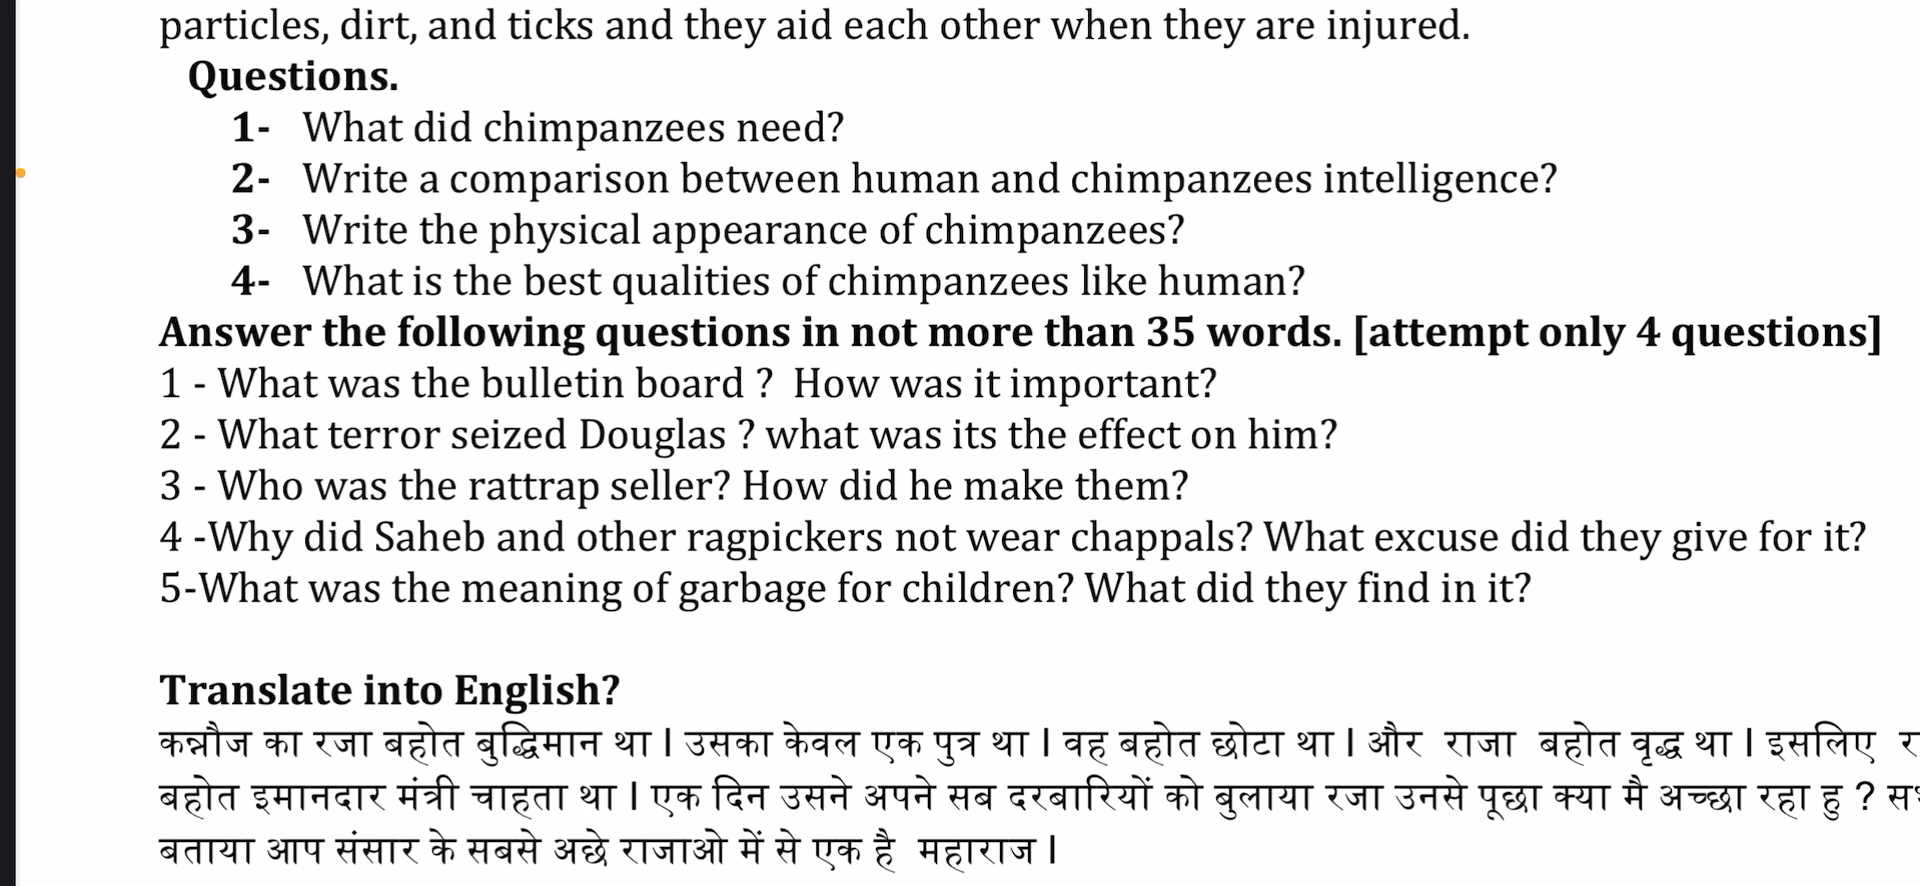 particles, dirt, and ticks and they aid each other when they are injured.
Questions.
1- What did chimpanzees need?
2- Write a comparison between human and chimpanzees intelligence?
3- Write the physical appearance of chimpanzees?
4- What is the best qualities of chimpanzees like human?
Answer the following questions in not more than 35 words. [attempt only 4 questions]
1 - What was the bulletin board ? How was it important?
2 - What terror seized Douglas ? what was its the effect on him?
3 - Who was the rattrap seller? How did he make them?
4 -Why did Saheb and other ragpickers not wear chappals? What excuse did they give for it?
5-What was the meaning of garbage for children? What did they find in it?
Translate into English?
कन्नौज का रजा बहोत बुद्धिमान था | उसका केवल एक पुत्र था | वह बहोत छोटा था | और राजा बहोत वृद्ध था | इसलिए
बहोत इमानदार मंत्री चाहता था | एक दिन उसने अपने सब दरबारियों को बुलाया रजा उनसे पूछा क्या मै अच्छा रहा हु ?
बताया आप संसार के सबसे अछे राजाओ में से एक है महाराज |